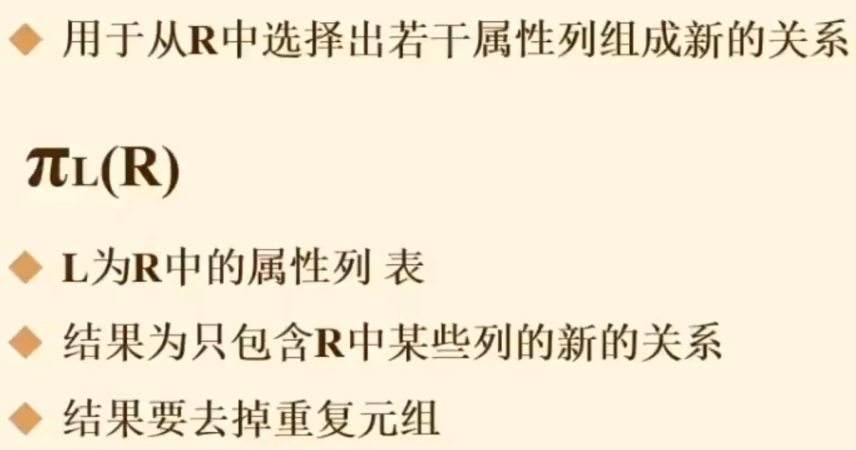 ◆ 用于从R中选择出若干属性列组成新的关系
πL(R)
◆ L为R中的属性列 表
◆ 结果为只包含R中某些列的新的关系
◆ 结果要去掉重复元组